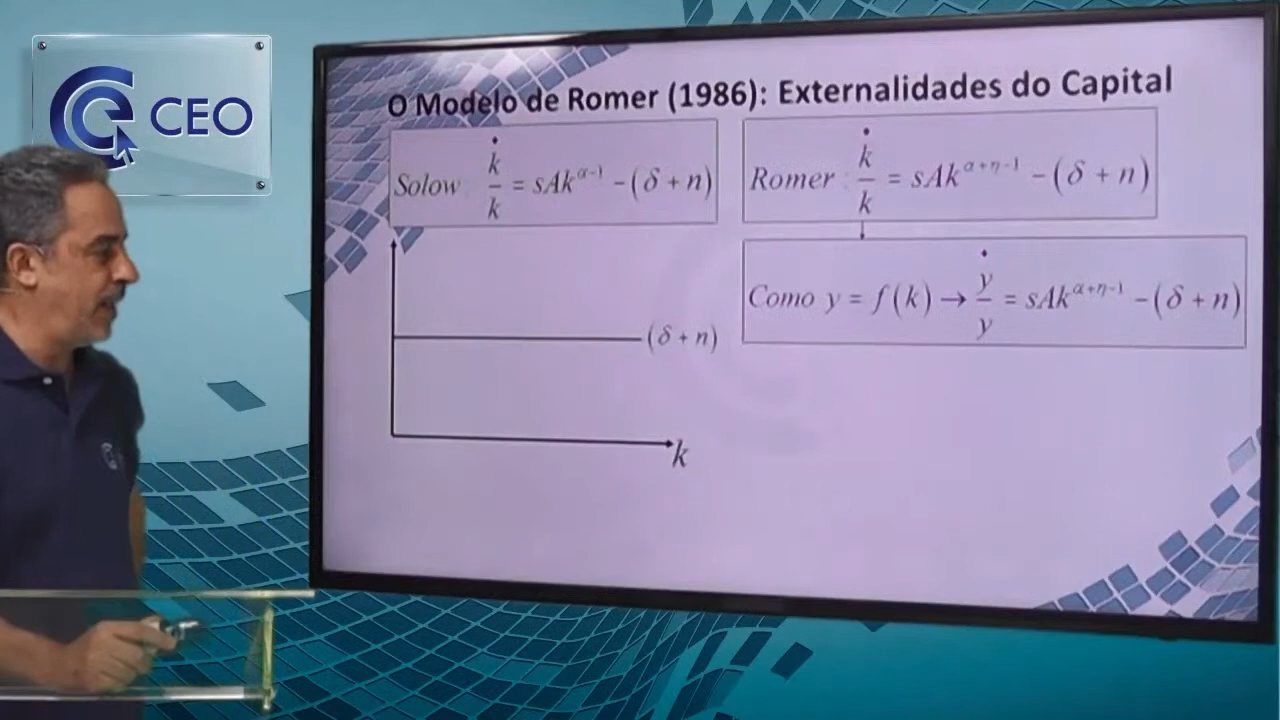 CEO
O Modelo de Romer (1986): Externalidades do Capital
Solow : k̇/k = sAk^{α-1} - (δ + n)
Romer : k̇/k = sAk^{α+η-1} - (δ + n)
Como y = f(k) → ẏ/y = sAk^{α+η-1} - (δ + n)
(δ + n)
k